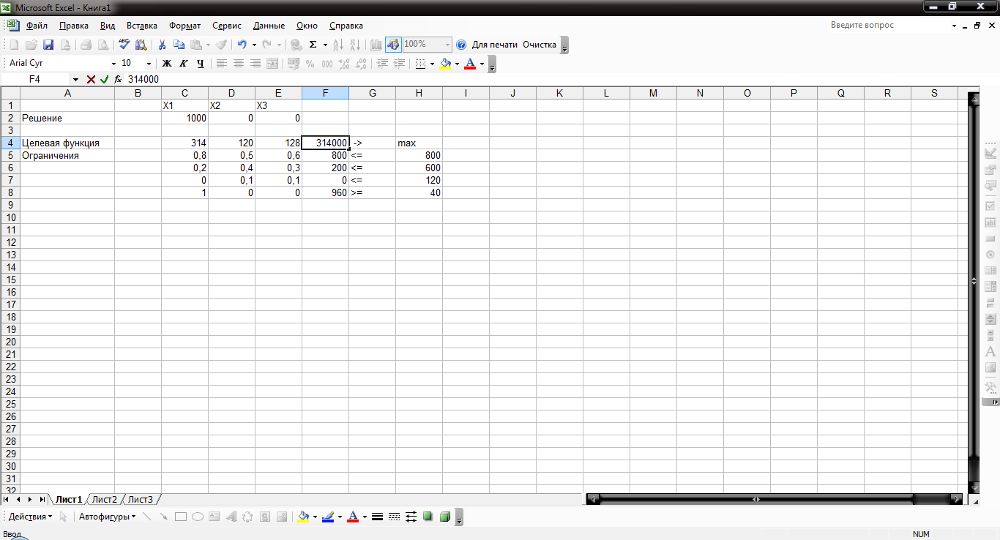 Microsoft Excel - Книга1
Файл Правка Вид Вставка Формат Сервис Данные Окно Справка Введите вопрос
100% Для печати Очистка
Arial Cyr 10 Ж К Ч % 000
F4 fx 314000
A B C D E F G H I J K L M N O P Q R S
1 X1 X2 X3
2 Решение 1000 0 0
3
4 Целевая функция 314 120 128 314000 -> max
5 Ограничения 0,8 0,5 0,6 800 <= 800
6 0,2 0,4 0,3 200 <= 600
7 0 0,1 0,1 0 <= 120
8 1 0 0 960 >= 40
9
10
11
12
13
14
15
16
17
18
19
20
21
22
23
24
25
26
27
28
29
30
31
32
Лист1 Лист2 Лист3
Действия Автофигуры
Ввод NUM